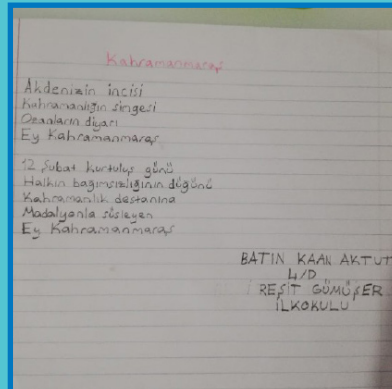 Kahramanmaraş
Akdenizin incisi
Kahramanlığın simgesi
Ozanların diyarı
Ey Kahramanmaraş
12 Şubat kurtuluş günü
Halkın bağımsızlığının düğünü
Kahramanlık destanına
Madalyanla süsleyen
Ey Kahramanmaraş
BATIN KAAN AKTUT
4/D
REŞİT GÜMÜŞER
İLKOKULU